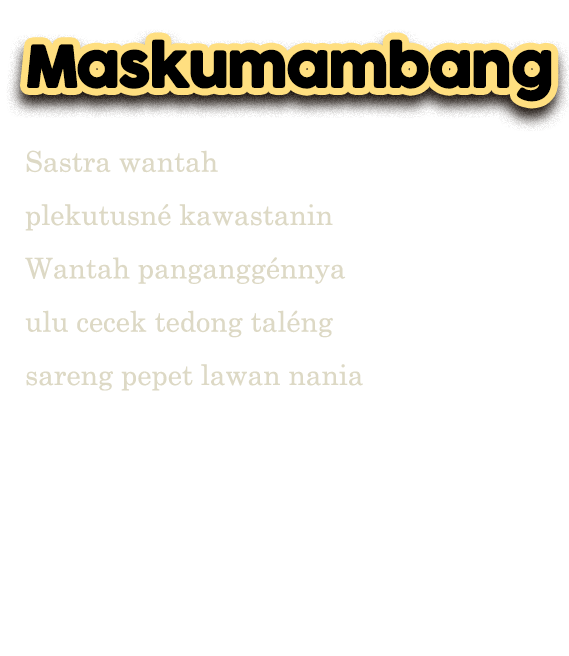 Maskumambang
Sastra wantah
plekutusné kawastanin
Wantah panganggénnya
ulu cecek tedong taléng
sareng pepet lawan nania